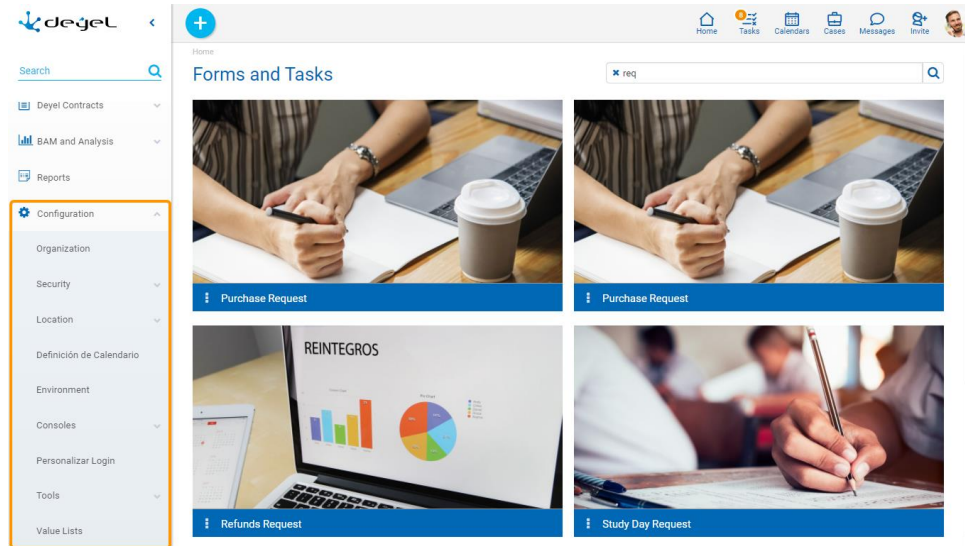 deyel
Home
Tasks
8
Calendars
Cases
Messages
Invite
Search
Deyel Contracts
BAM and Analysis
Reports
Configuration
Organization
Security
Location
Definición de Calendario
Environment
Consoles
Personalizar Login
Tools
Value Lists
Home
Forms and Tasks
req
Purchase Request
Purchase Request
REINTEGROS
Refunds Request
Study Day Request